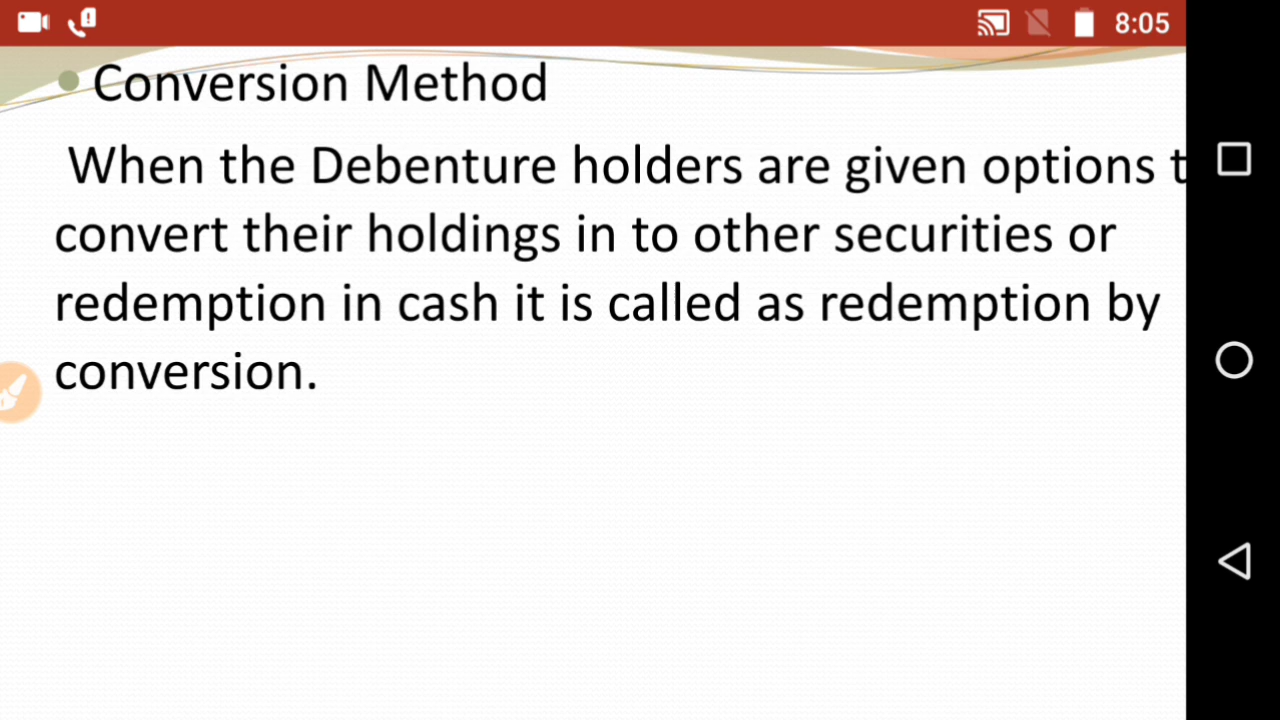 8:05
Conversion Method
When the Debenture holders are given options t
convert their holdings in to other securities or
redemption in cash it is called as redemption by
conversion.